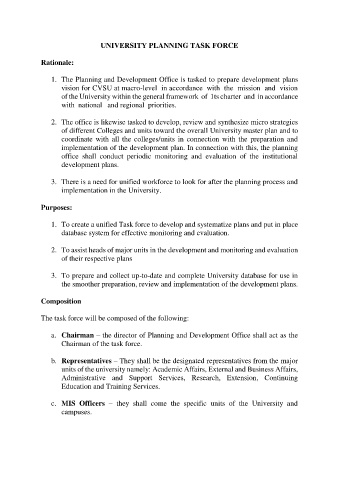 UNIVERSITY PLANNING TASK FORCE
Rationale:
1. The Planning and Development Office is tasked to prepare development plans
vision for CVSU at macro-level in accordance with the mission and vision
of the University within the general framework of 1ts charter and in accordance
with national and regional priorities.
2. The office is likewise tasked to develop, review and synthesize micro strategies
of different Colleges and units toward the overall University master plan and to
coordinate with all the colleges/units in connection with the preparation and
implementation of the development plan. In connection with this, the planning
office shall conduct periodic monitoring and evaluation of the institutional
development plans.
3. There is a need for unified workforce to look for after the planning process and
implementation in the University.
Purposes:
1. To create a unified Task force to develop and systematize plans and put in place
database system for effective monitoring and evaluation.
2. To assist heads of major units in the development and monitoring and evaluation
of their respective plans
3. To prepare and collect up-to-date and complete University database for use in
the smoother preparation, review and implementation of the development plans.
Composition
The task force will be composed of the following:
a. Chairman – the director of Planning and Development Office shall act as the
Chairman of the task force.
b. Representatives – They shall be the designated representatives from the major
units of the university namely: Academic Affairs, External and Business Affairs,
Administrative and Support Services, Research, Extension, Continuing
Education and Training Services.
c. MIS Officers – they shall come the specific units of the University and
campuses.